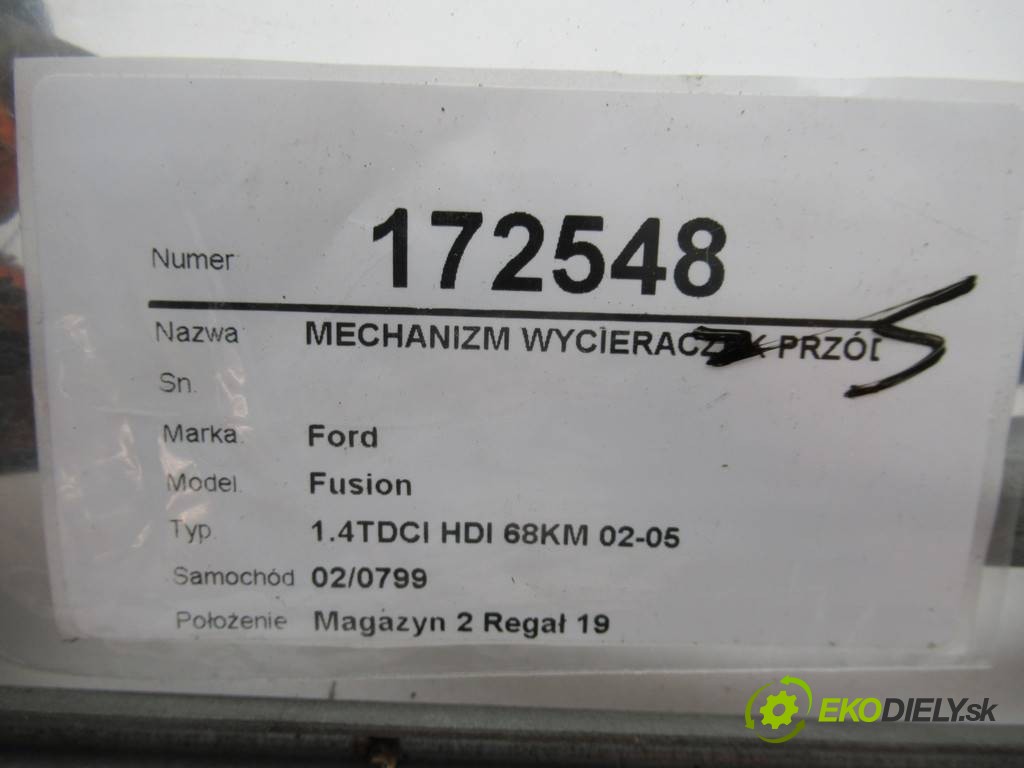 Numer 172548
Nazwa MECHANIZM WYCIERACZEK PRZÓD
Sn.
Marka Ford
Model Fusion
Typ 1.4TDCI HDI 68KM 02-05
Samochód 02/0799
Położenie Magazyn 2 Regał 19
EKODIELY.sk